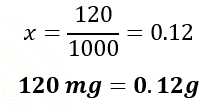 x = 120/1000 = 0.12
120 mg = 0.12g